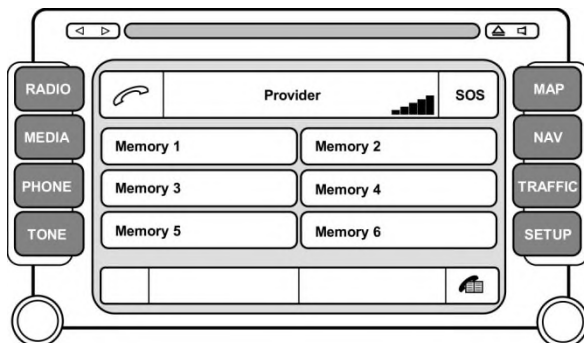 RADIO
MEDIA
PHONE
TONE
Provider
SOS
Memory 1
Memory 2
Memory 3
Memory 4
Memory 5
Memory 6
MAP
NAV
TRAFFIC
SETUP